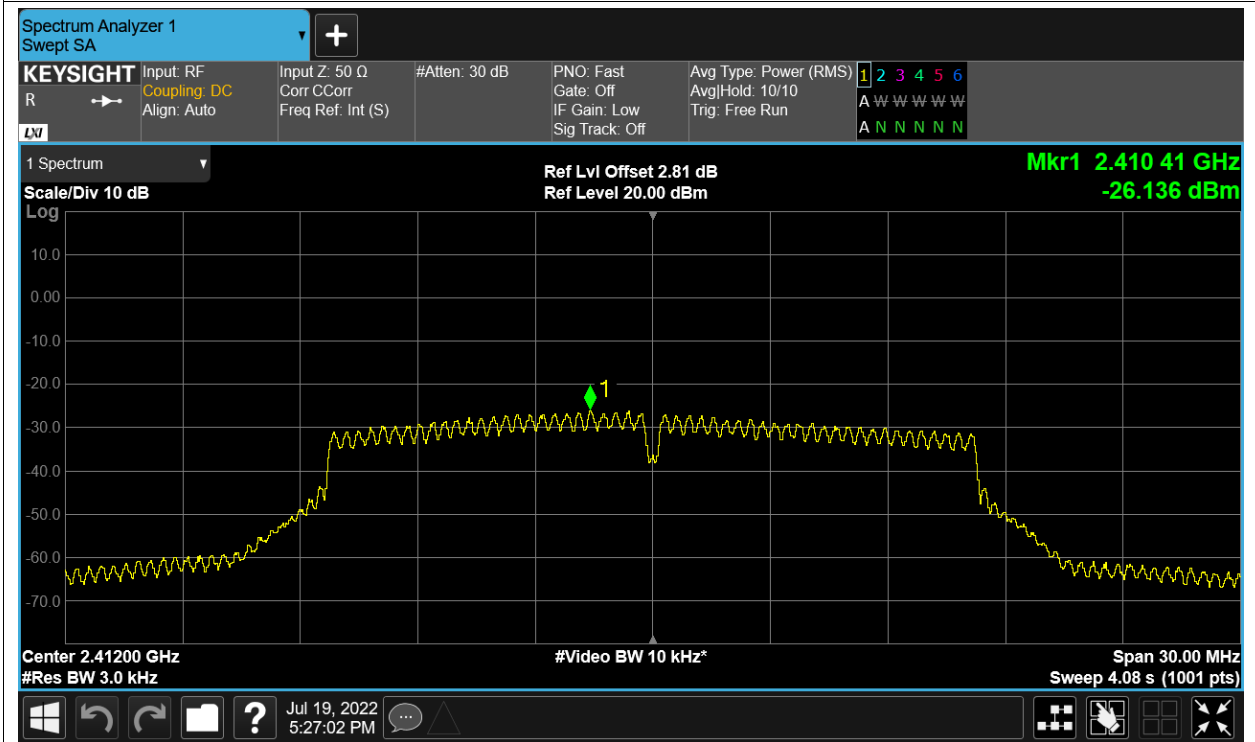 Spectrum Analyzer 1
Swept SA
KEYSIGHT
R
LXI
Input: RF
Coupling: DC
Align: Auto
Input Z: 50 Ω
Corr CCorr
Freq Ref: Int (S)
#Atten: 30 dB
PNO: Fast
Gate: Off
IF Gain: Low
Sig Track: Off
Avg Type: Power (RMS)
Avg|Hold: 10/10
Trig: Free Run
1 2 3 4 5 6
A W W W W W
A N N N N N
1 Spectrum
Scale/Div 10 dB
Log
Ref Lvl Offset 2.81 dB
Ref Level 20.00 dBm
Mkr1 2.410 41 GHz
-26.136 dBm
10.0
0.00
-10.0
-20.0
1
-30.0
-40.0
-50.0
-60.0
-70.0
Center 2.41200 GHz
#Res BW 3.0 kHz
#Video BW 10 kHz*
Span 30.00 MHz
Sweep 4.08 s (1001 pts)
?
Jul 19, 2022
5:27:02 PM